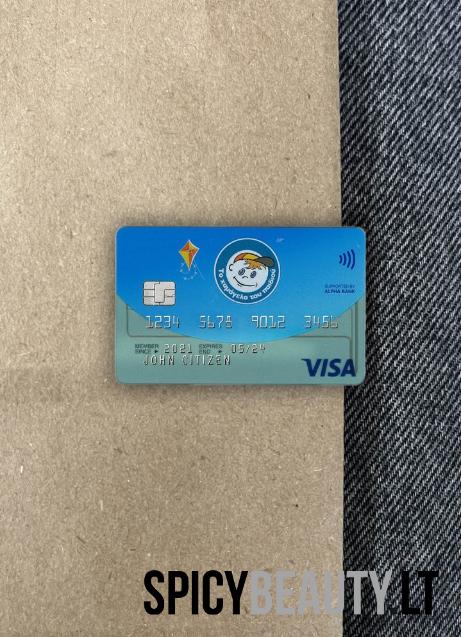 Το χαμόγελο του παιδιού
SUPPORTED BY
ALPHA BANK
1234 5678 9012 3456
MEMBER SINCE 2021 EXPIRES END 05/24
JOHN CITIZEN
VISA
SPICYBEAUTY LT